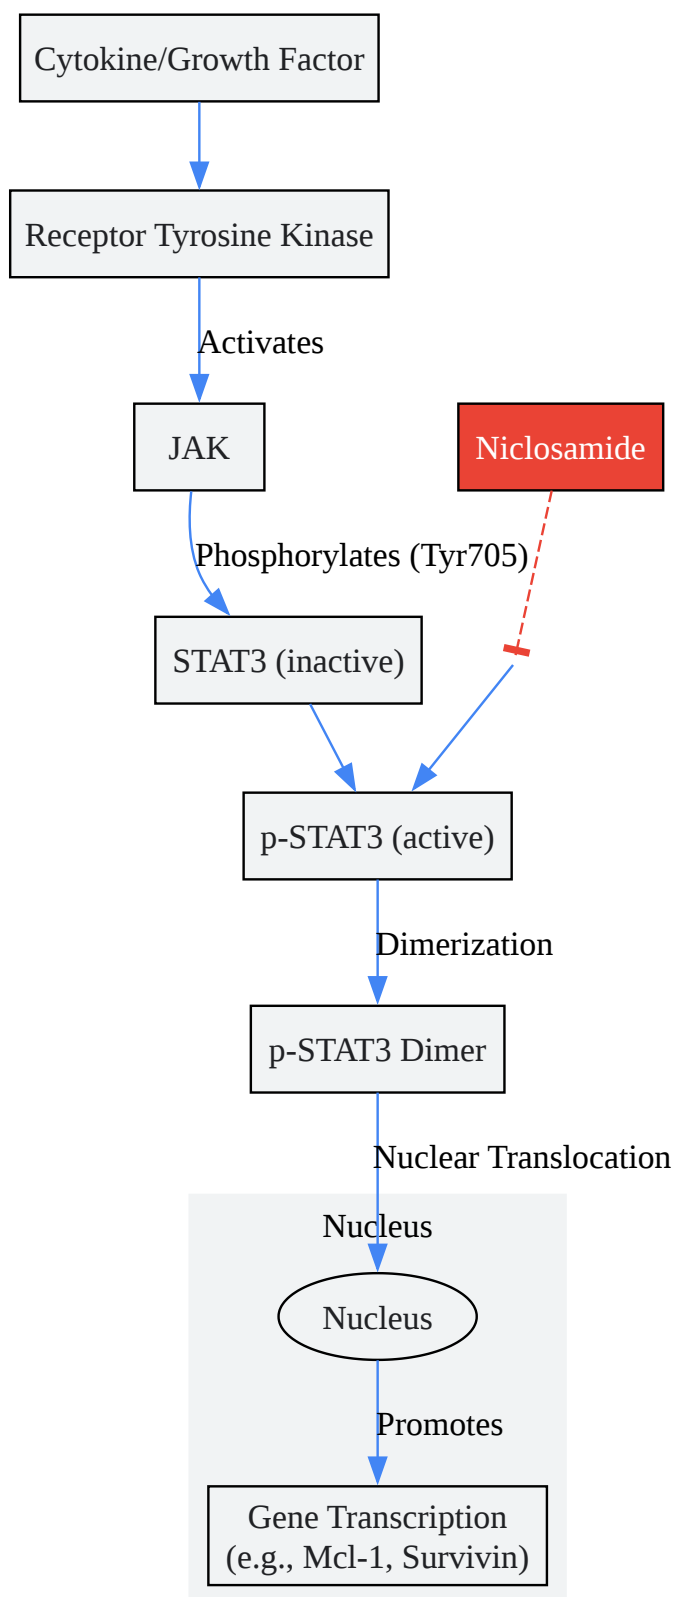 Cytokine/Growth Factor
Receptor Tyrosine Kinase
Activates
JAK
Niclosamide
Phosphorylates (Tyr705)
STAT3 (inactive)
p-STAT3 (active)
Dimerization
p-STAT3 Dimer
Nuclear Translocation
Nucleus
Nucleus
Promotes
Gene Transcription
(e.g., Mcl-1, Survivin)